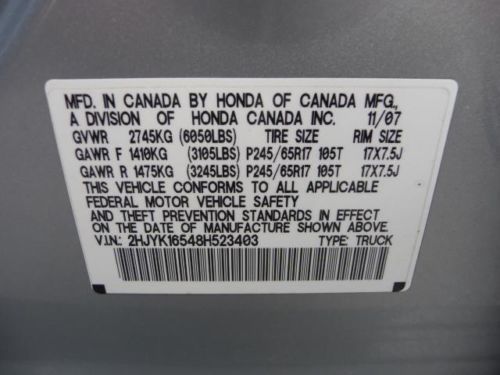 MFD. IN CANADA BY HONDA OF CANADA MFG.,
A DIVISION OF HONDA CANADA INC. 11/07
GVWR 2745KG (6050LBS) TIRE SIZE RIM SIZE
GAWR F 1410KG (3105LBS) P245/65R17 105T 17X7.5J
GAWR R 1475KG (3245LBS) P245/65R17 105T 17X7.5J
THIS VEHICLE CONFORMS TO ALL APPLICABLE
FEDERAL MOTOR VEHICLE SAFETY
AND THEFT PREVENTION STANDARDS IN EFFECT
ON THE DATE OF MANUFACTURE SHOWN ABOVE.
V.I.N.: 2HJYK16548H523403 TYPE: TRUCK